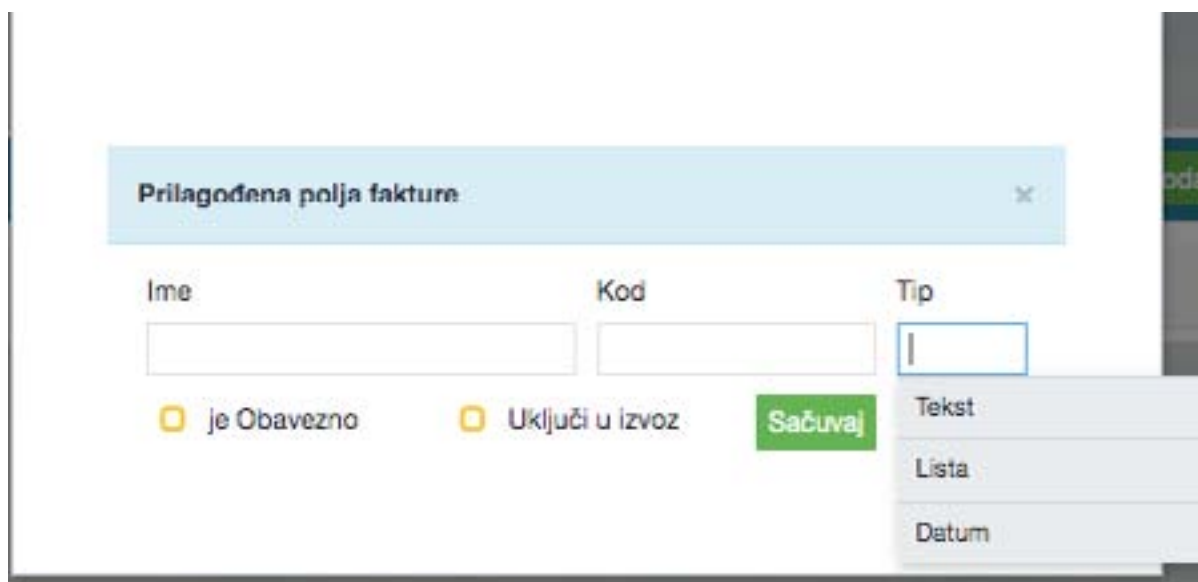 Prilagođena polja fakture
×
Ime Kod Tip
je Obavezno Uključi u izvoz Sačuvaj
Tekst
Lista
Datum